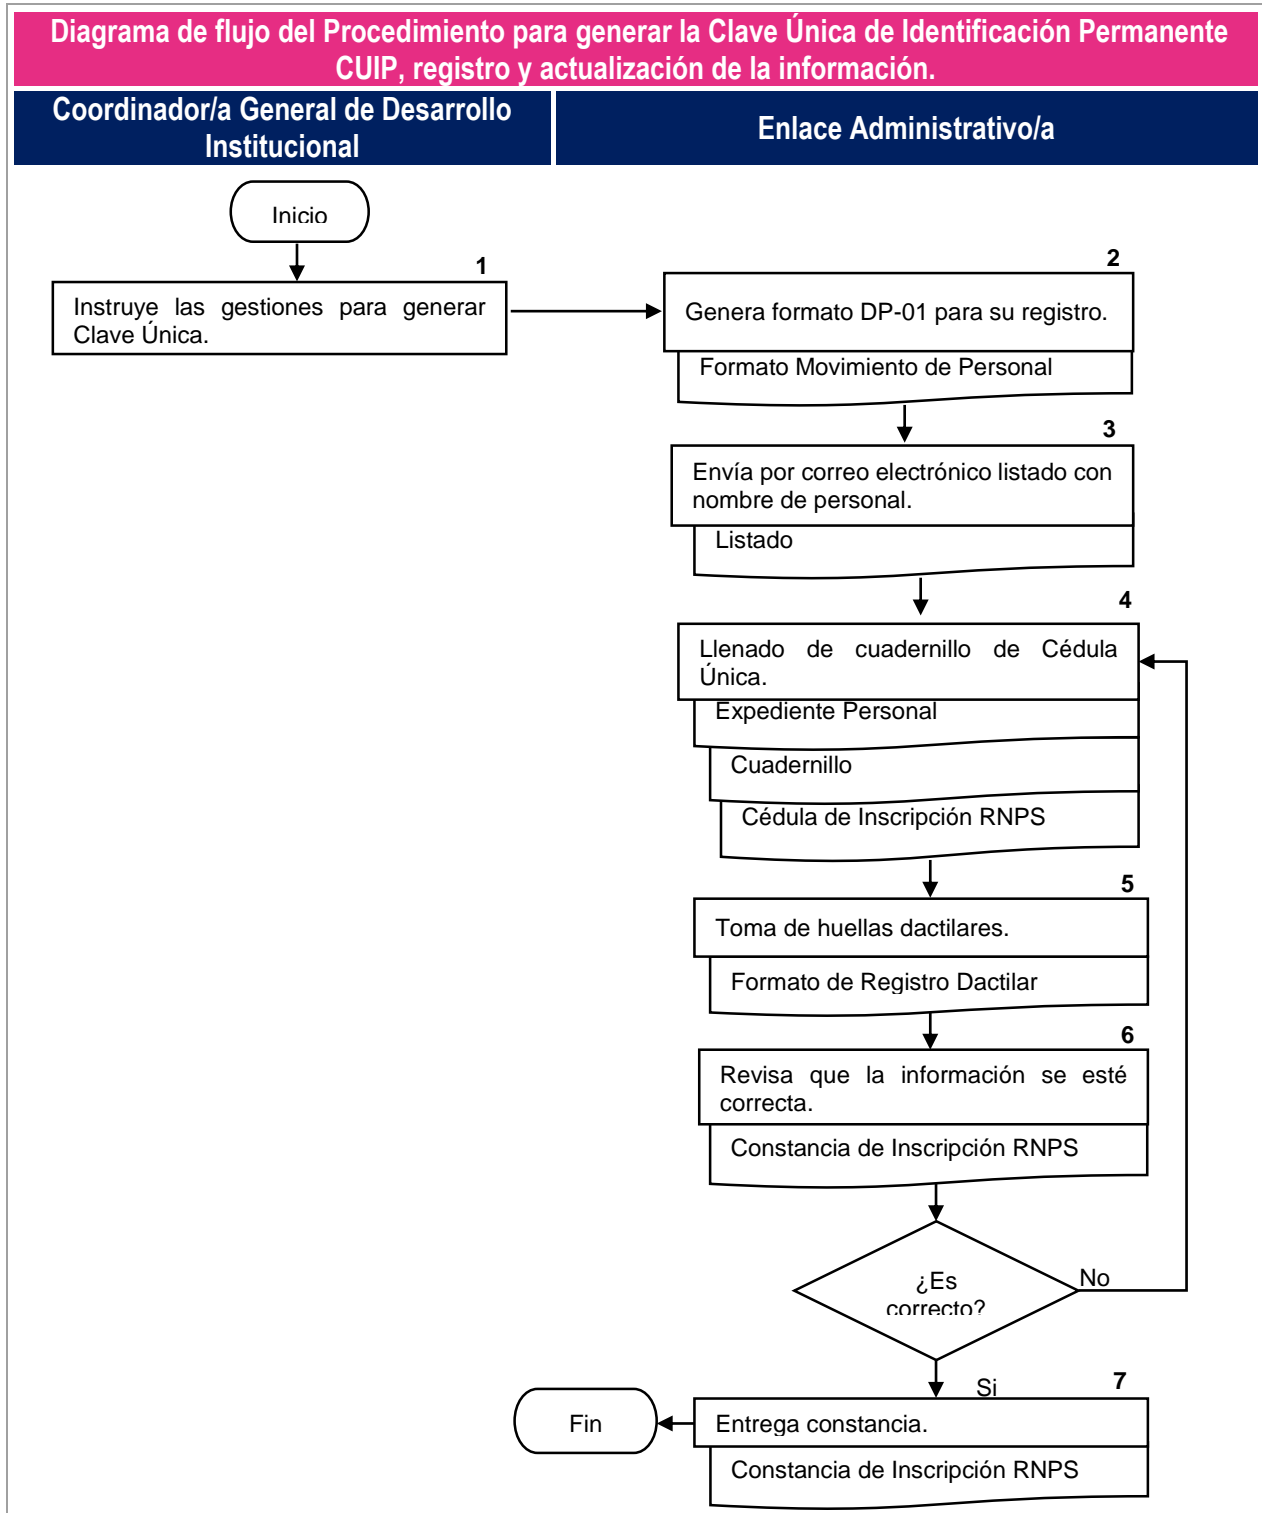 Diagrama de flujo del Procedimiento para generar la Clave Única de Identificación Permanente
CUIP, registro y actualización de la información.
Coordinador/a General de Desarrollo
Institucional
Enlace Administrativo/a
Inicio
1
Instruye las gestiones para generar
Clave Única.
2
Genera formato DP-01 para su registro.
Formato Movimiento de Personal
3
Envía por correo electrónico listado con
nombre de personal.
Listado
4
Llenado de cuadernillo de Cédula
Única.
Expediente Personal
Cuadernillo
Cédula de Inscripción RNPS
5
Toma de huellas dactilares.
Formato de Registro Dactilar
6
Revisa que la información se esté
correcta.
Constancia de Inscripción RNPS
¿Es
correcto?
No
Si
7
Entrega constancia.
Constancia de Inscripción RNPS
Fin